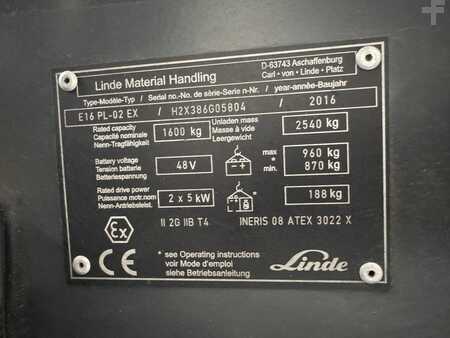 Linde Material Handling
D-63743 Aschaffenburg
Carl - von - Linde - Platz
Type-Modèle-Typ / Serial no.-No. de série-Serien-Nr. / year-année-Baujahr
E16 PL-02 EX / H2X386G05804 / 2016
Rated capacity
Capacité nominale
Nenn-Tragfähigkeit
1600 kg
Unladen mass
Masse à vide
Leergewicht
2540 kg
Battery voltage
Tension batterie
Batteriespannung
48V
- +
max
* min
960 kg
870 kg
Rated drive power
Puissance motr.nom
Nenn-Antriebsleist.
2 x 5 kW
188 kg
Ex
II 2G IIB T4
INERIS 08 ATEX 3022 X
CE
* see Operating instructions
voir Mode d'emploi
siehe Betriebsanleitung
Linde
F